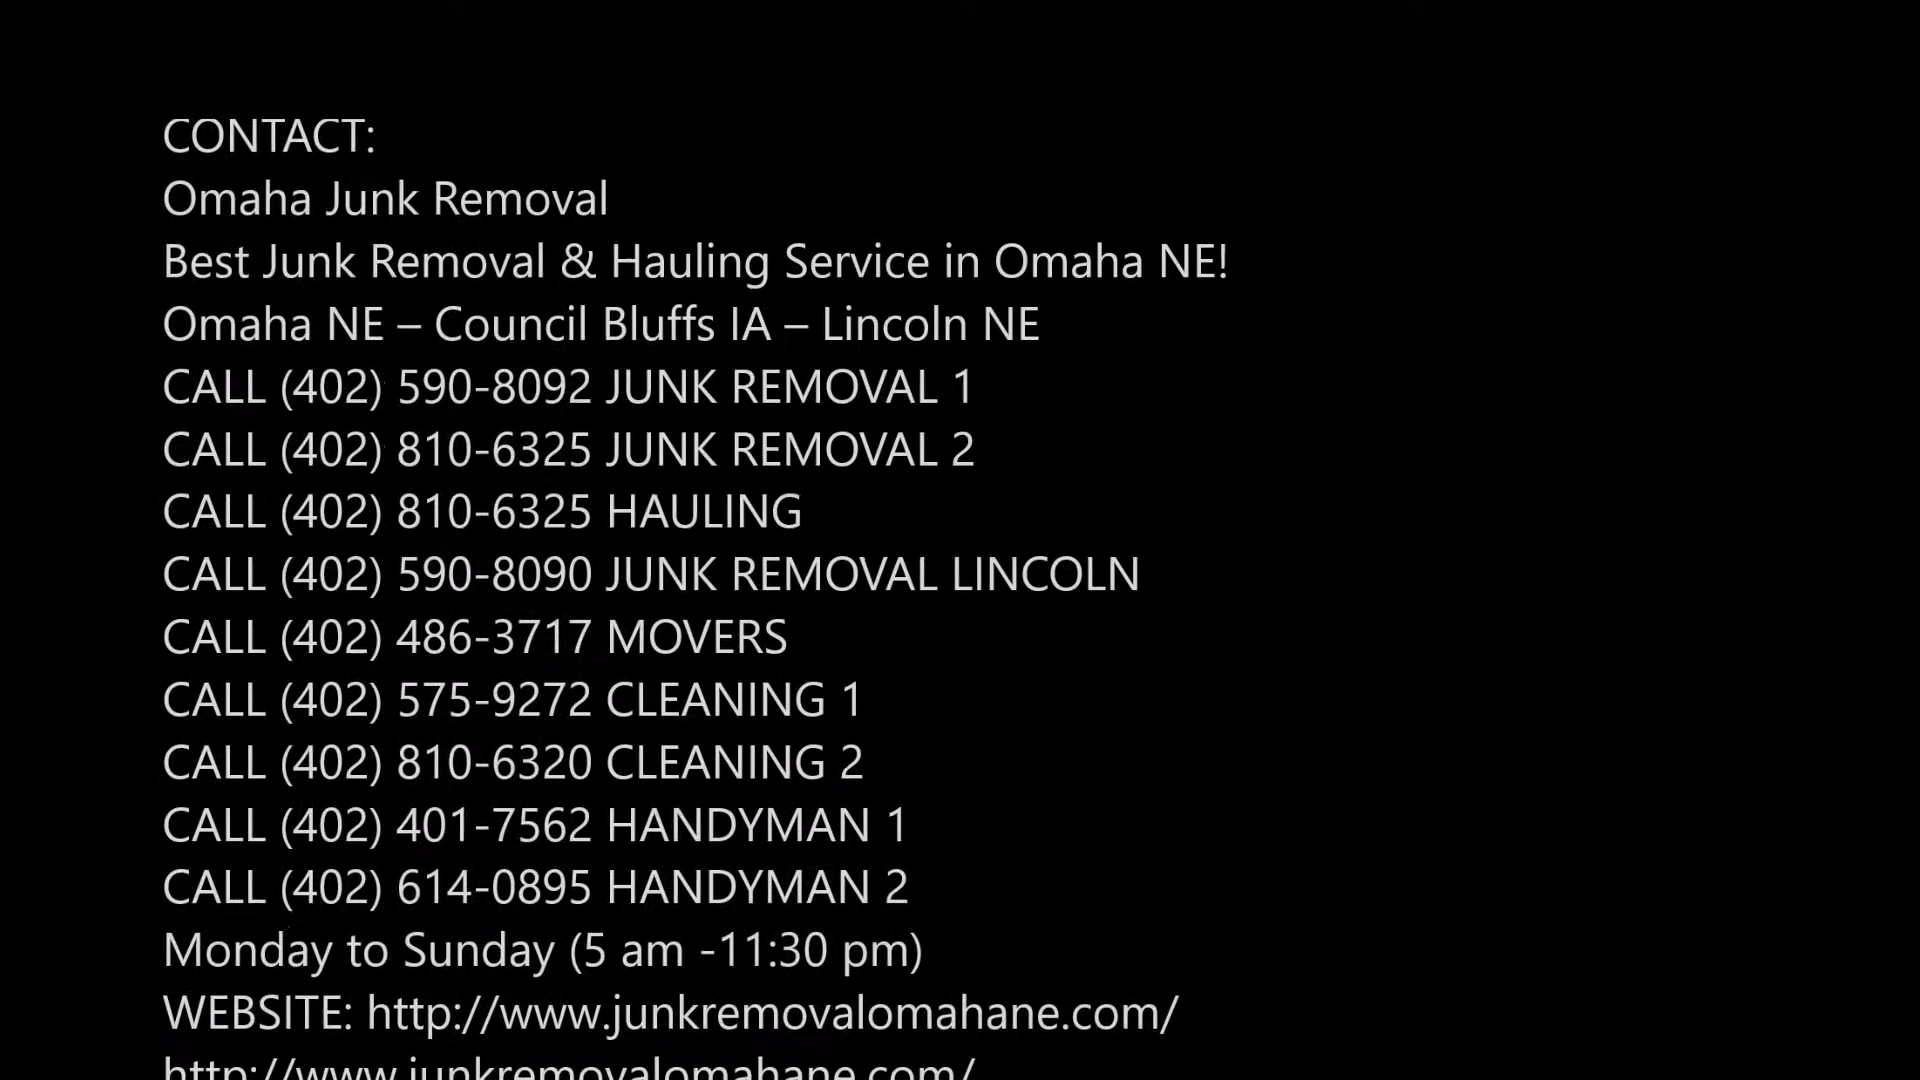 CONTACT:
Omaha Junk Removal
Best Junk Removal & Hauling Service in Omaha NE!
Omaha NE – Council Bluffs IA – Lincoln NE
CALL (402) 590-8092 JUNK REMOVAL 1
CALL (402) 810-6325 JUNK REMOVAL 2
CALL (402) 810-6325 HAULING
CALL (402) 590-8090 JUNK REMOVAL LINCOLN
CALL (402) 486-3717 MOVERS
CALL (402) 575-9272 CLEANING 1
CALL (402) 810-6320 CLEANING 2
CALL (402) 401-7562 HANDYMAN 1
CALL (402) 614-0895 HANDYMAN 2
Monday to Sunday (5 am -11:30 pm)
WEBSITE: http://www.junkremovalomahane.com/
http://www.junkremovalomahane.com/